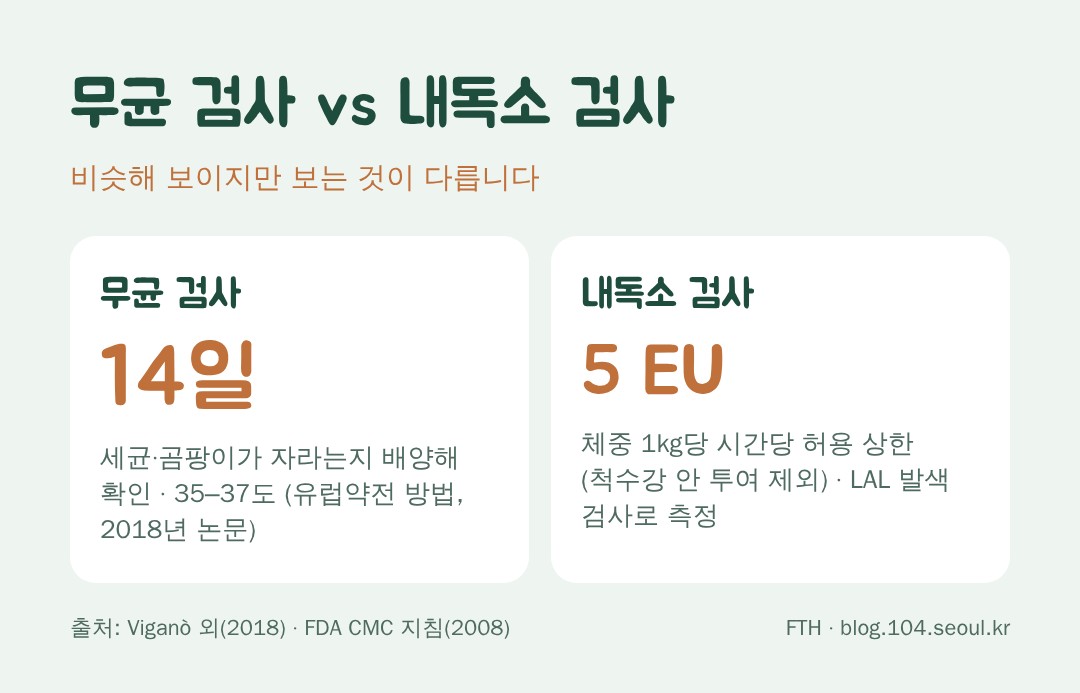 무균 검사 vs 내독소 검사
비슷해 보이지만 보는 것이 다릅니다
무균 검사
14일
세균·곰팡이가 자라는지 배양해
확인 · 35–37도 (유럽약전 방법,
2018년 논문)
내독소 검사
5 EU
체중 1kg당 시간당 허용 상한
(척수강 안 투여 제외) · LAL 발색
검사로 측정
출처: Viganò 외(2018) · FDA CMC 지침(2008)
FTH · blog.104.seoul.kr